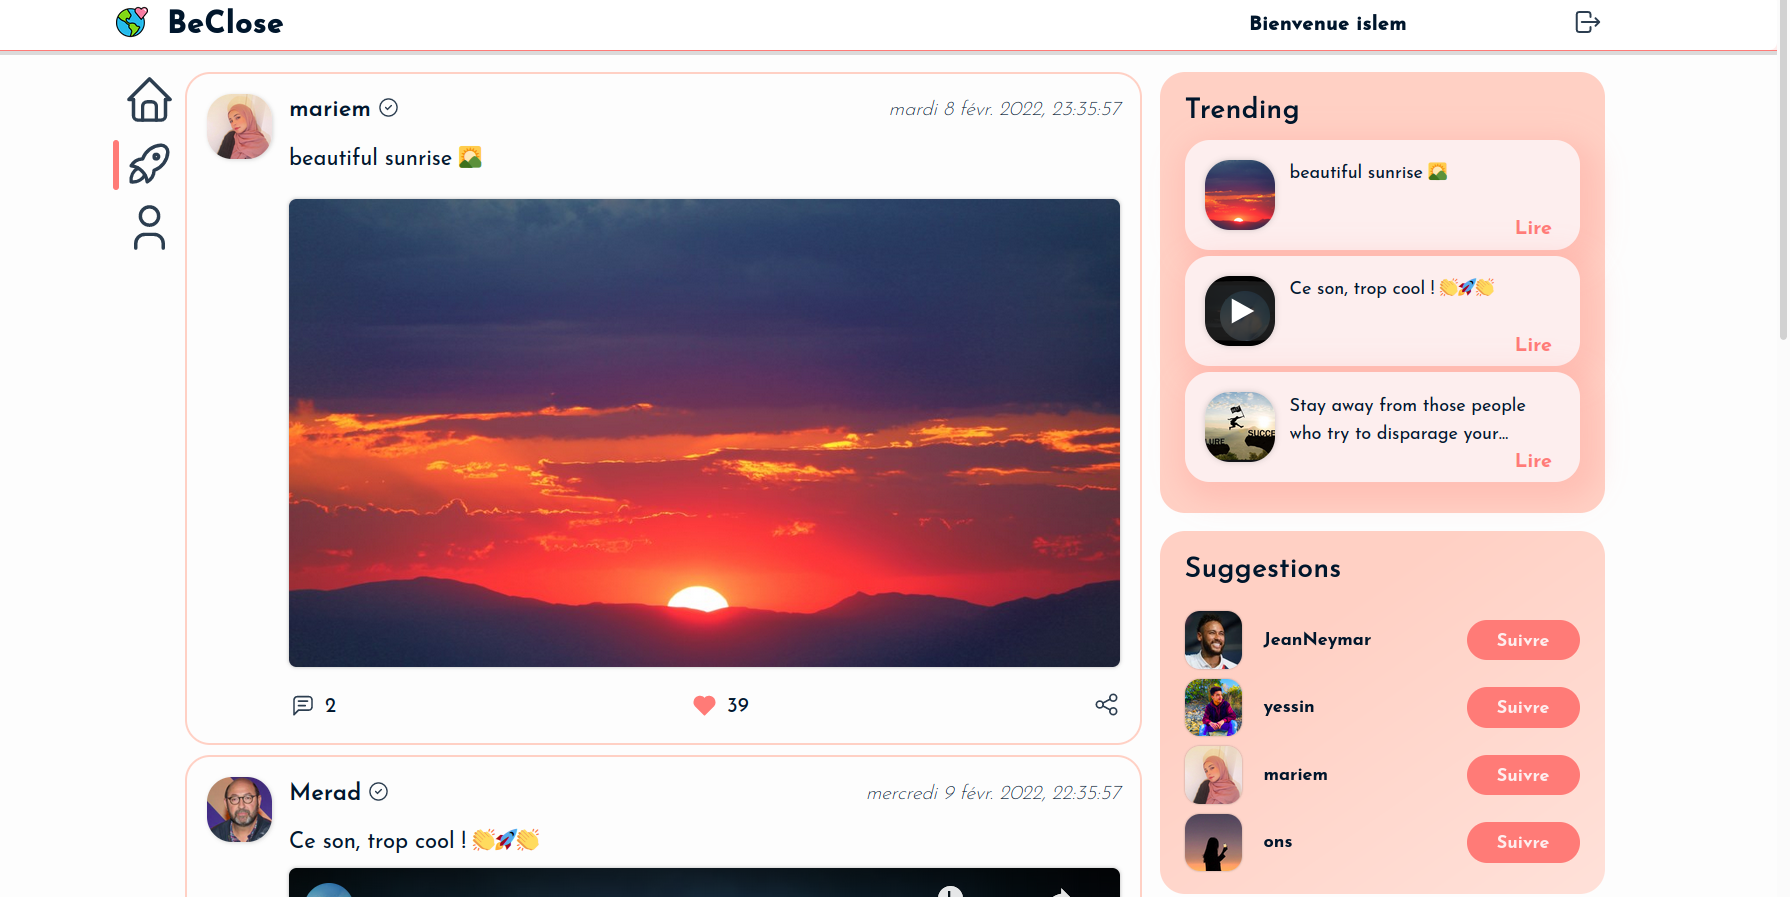 BeClose
Bienvenue islem
mariem
mardi 8 févr. 2022, 23:35:57
beautiful sunrise 🌄
2
39
Merad
mercredi 9 févr. 2022, 22:35:57
Ce son, trop cool ! 👏🚀👏
Trending
beautiful sunrise 🌄
Lire
Ce son, trop cool ! 👏🚀👏
Lire
LURE
SUCCE
Stay away from those people
who try to disparage your...
Lire
Suggestions
JeanNeymar
Suivre
yessin
Suivre
mariem
Suivre
ons
Suivre